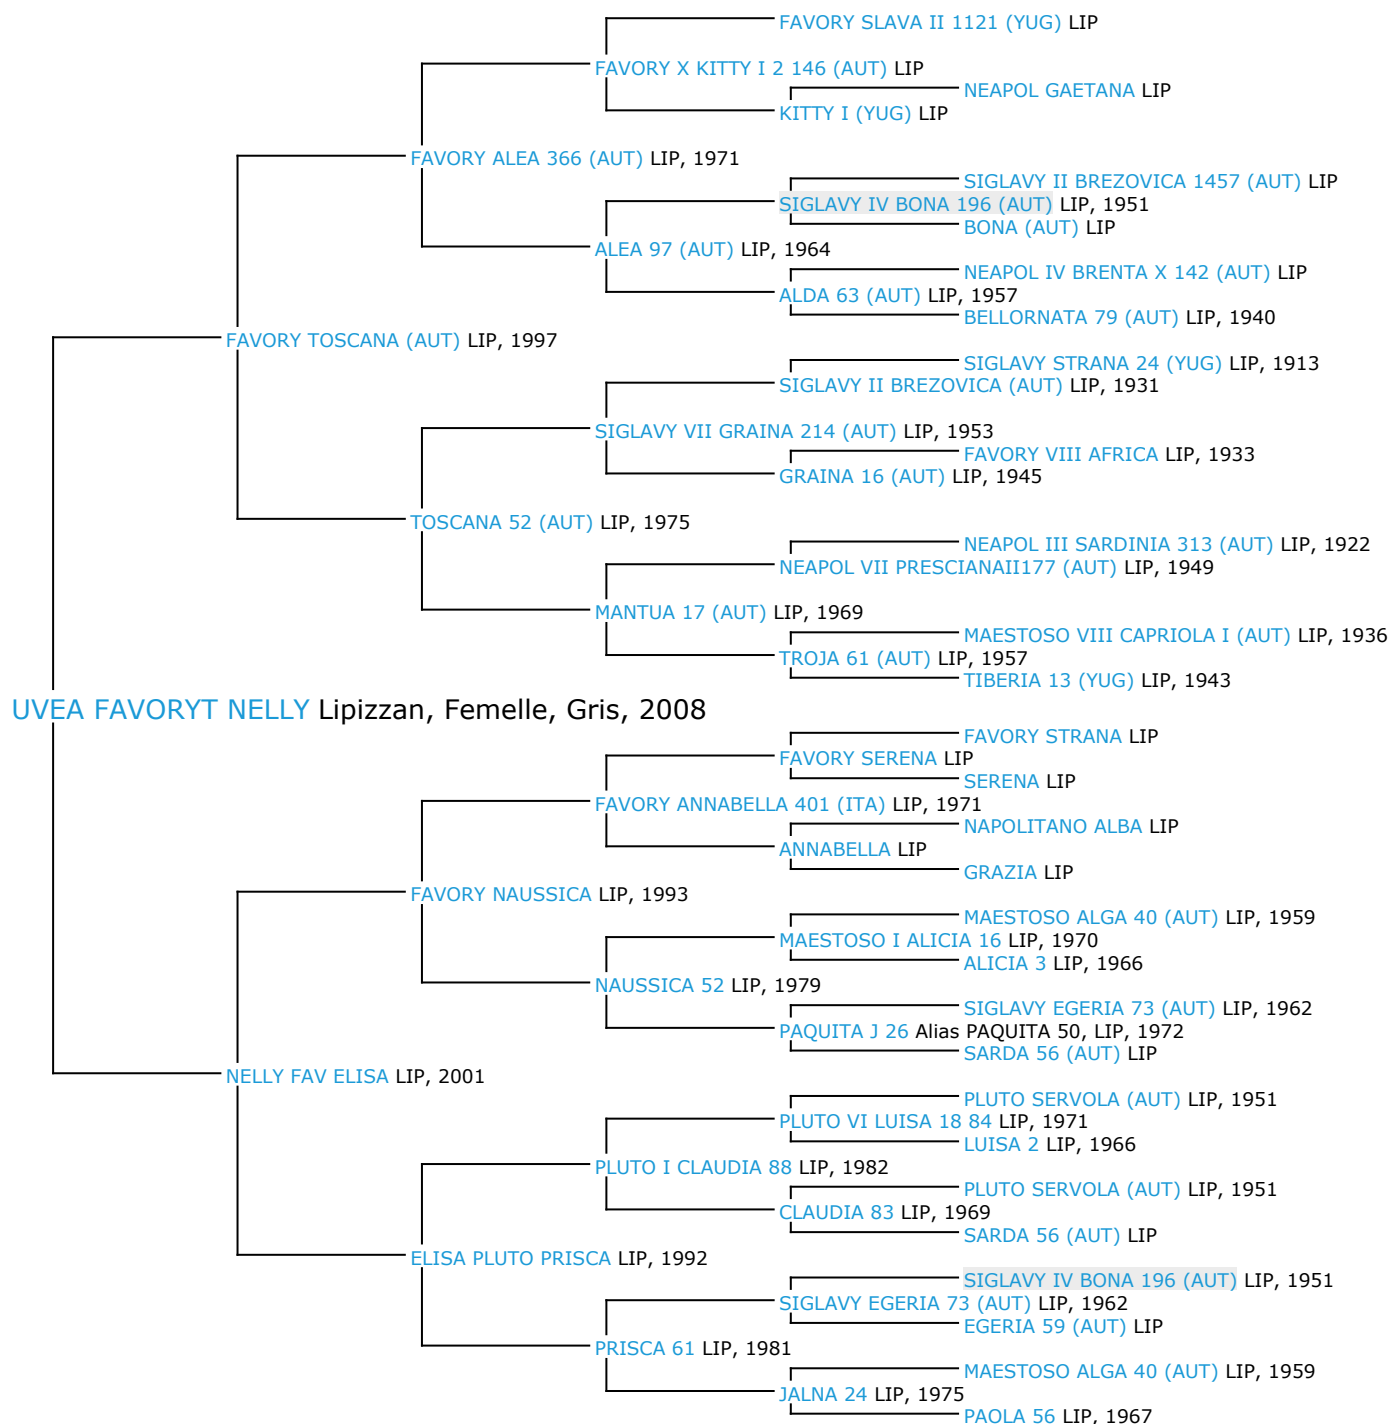 FAVORY SLAVA II 1121 (YUG) LIP
FAVORY X KITTY I 2 146 (AUT) LIP
NEAPOL GAETANA LIP
KITTY I (YUG) LIP
FAVORY ALEA 366 (AUT) LIP, 1971
SIGLAVY II BREZOVICA 1457 (AUT) LIP
SIGLAVY IV BONA 196 (AUT) LIP, 1951
BONA (AUT) LIP
ALEA 97 (AUT) LIP, 1964
NEAPOL IV BRENTA X 142 (AUT) LIP
ALDA 63 (AUT) LIP, 1957
BELLORNATA 79 (AUT) LIP, 1940
FAVORY TOSCANA (AUT) LIP, 1997
SIGLAVY STRANA 24 (YUG) LIP, 1913
SIGLAVY II BREZOVICA (AUT) LIP, 1931
SIGLAVY VII GRAINA 214 (AUT) LIP, 1953
FAVORY VIII AFRICA LIP, 1933
GRAINA 16 (AUT) LIP, 1945
TOSCANA 52 (AUT) LIP, 1975
NEAPOL III SARDINIA 313 (AUT) LIP, 1922
NEAPOL VII PRESCIANAII177 (AUT) LIP, 1949
MANTUA 17 (AUT) LIP, 1969
MAESTOSO VIII CAPRIOLA I (AUT) LIP, 1936
TROJA 61 (AUT) LIP, 1957
TIBERIA 13 (YUG) LIP, 1943
UVEA FAVORYT NELLY Lipizzan, Femelle, Gris, 2008
FAVORY STRANA LIP
FAVORY SERENA LIP
SERENA LIP
FAVORY ANNABELLA 401 (ITA) LIP, 1971
NAPOLITANO ALBA LIP
ANNABELLA LIP
GRAZIA LIP
FAVORY NAUSSICA LIP, 1993
MAESTOSO ALGA 40 (AUT) LIP, 1959
MAESTOSO I ALICIA 16 LIP, 1970
ALICIA 3 LIP, 1966
NAUSSICA 52 LIP, 1979
SIGLAVY EGERIA 73 (AUT) LIP, 1962
PAQUITA J 26 Alias PAQUITA 50, LIP, 1972
SARDA 56 (AUT) LIP
NELLY FAV ELISA LIP, 2001
PLUTO SERVOLA (AUT) LIP, 1951
PLUTO VI LUISA 18 84 LIP, 1971
LUISA 2 LIP, 1966
PLUTO I CLAUDIA 88 LIP, 1982
PLUTO SERVOLA (AUT) LIP, 1951
CLAUDIA 83 LIP, 1969
SARDA 56 (AUT) LIP
ELISA PLUTO PRISCA LIP, 1992
SIGLAVY IV BONA 196 (AUT) LIP, 1951
SIGLAVY EGERIA 73 (AUT) LIP, 1962
EGERIA 59 (AUT) LIP
PRISCA 61 LIP, 1981
MAESTOSO ALGA 40 (AUT) LIP, 1959
JALNA 24 LIP, 1975
PAOLA 56 LIP, 1967